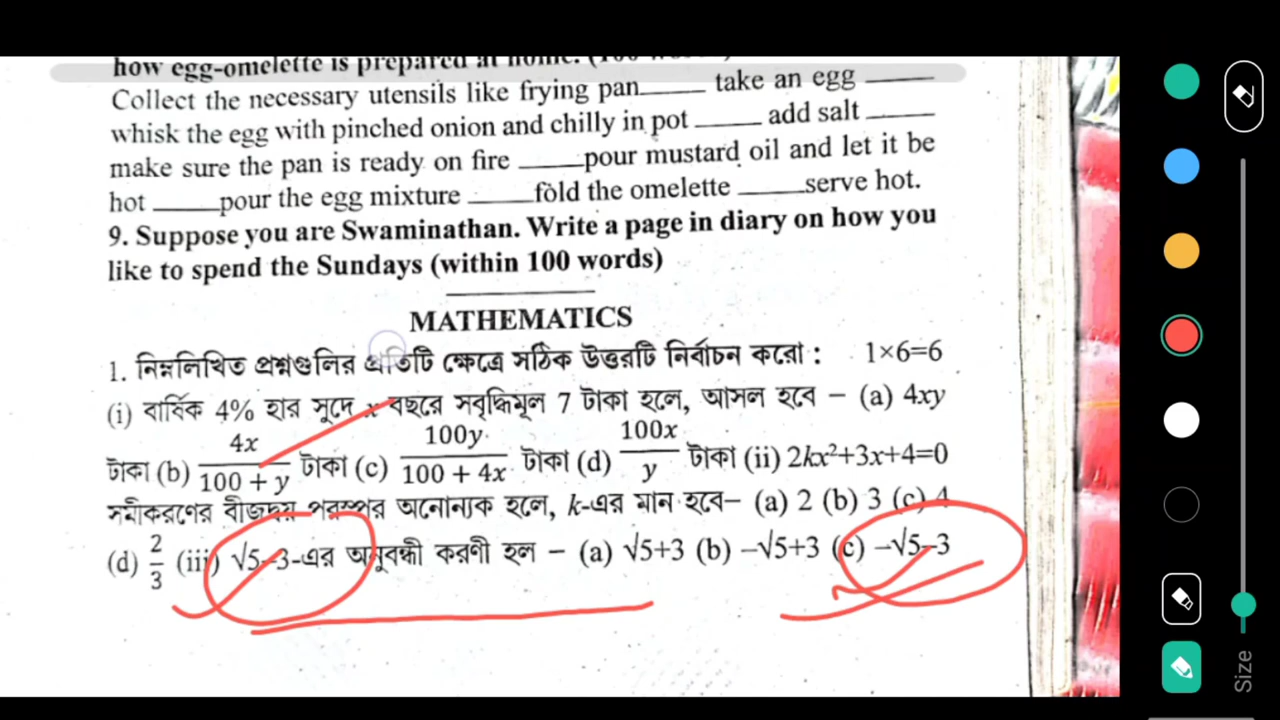 how egg-omelette is prepared at home. (100
Collect the necessary utensils like frying pan_____ take an egg _____
whisk the egg with pinched onion and chilly in pot _____ add salt _____
make sure the pan is ready on fire _____pour mustard oil and let it be
hot _____pour the egg mixture _____fold the omelette _____serve hot.
9. Suppose you are Swaminathan. Write a page in diary on how you
like to spend the Sundays (within 100 words)
MATHEMATICS
1. নিম্নলিখিত প্রশ্নগুলির প্রতিটি ক্ষেত্রে সঠিক উত্তরটি নির্বাচন করো : 1×6=6
(i) বার্ষিক 4% হার সুদে x বছরে সবৃদ্ধিমূল 7 টাকা হলে, আসল হবে – (a) 4xy
টাকা (b) 4x/(100 + y) টাকা (c) 100y/(100 + 4x) টাকা (d) 100x/y টাকা (ii) 2kx²+3x+4=0
সমীকরণের বীজদ্বয় পরস্পর অনোন্যক হলে, k-এর মান হবে– (a) 2 (b) 3 (c) 4
(d) 2/3 (iii) √5–3-এর অনুবন্ধী করণী হল – (a) √5+3 (b) –√5+3 (c) –√5–3
Size